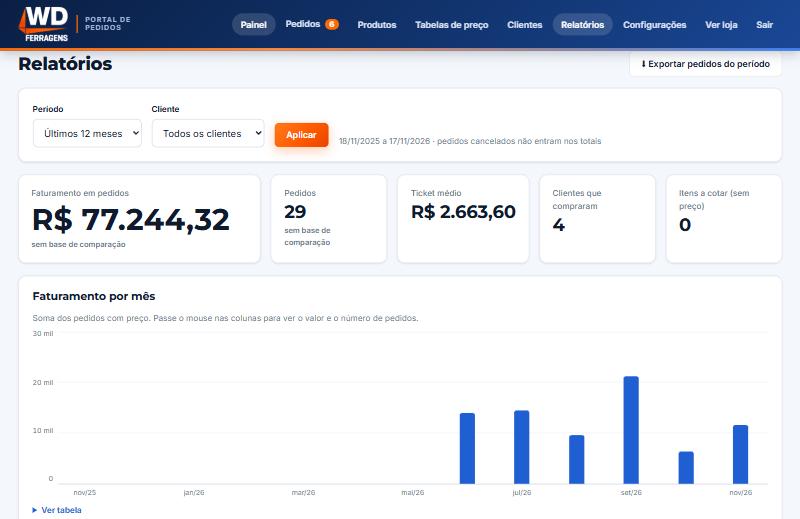 WD
FERRAGENS
PORTAL DE
PEDIDOS
Painel
Pedidos 6
Produtos
Tabelas de preço
Clientes
Relatórios
Configurações
Ver loja
Sair
Relatórios
⬇ Exportar pedidos do período
Período
Cliente
Últimos 12 meses
Todos os clientes
Aplicar
18/11/2025 a 17/11/2026 · pedidos cancelados não entram nos totais
Faturamento em pedidos
R$ 77.244,32
sem base de comparação
Pedidos
29
sem base de
comparação
Ticket médio
R$ 2.663,60
Clientes que
compraram
4
Itens a cotar (sem
preço)
0
Faturamento por mês
Soma dos pedidos com preço. Passe o mouse nas colunas para ver o valor e o número de pedidos.
30 mil
20 mil
10 mil
0
nov/25
jan/26
mar/26
mai/26
jul/26
set/26
nov/26
▶ Ver tabela